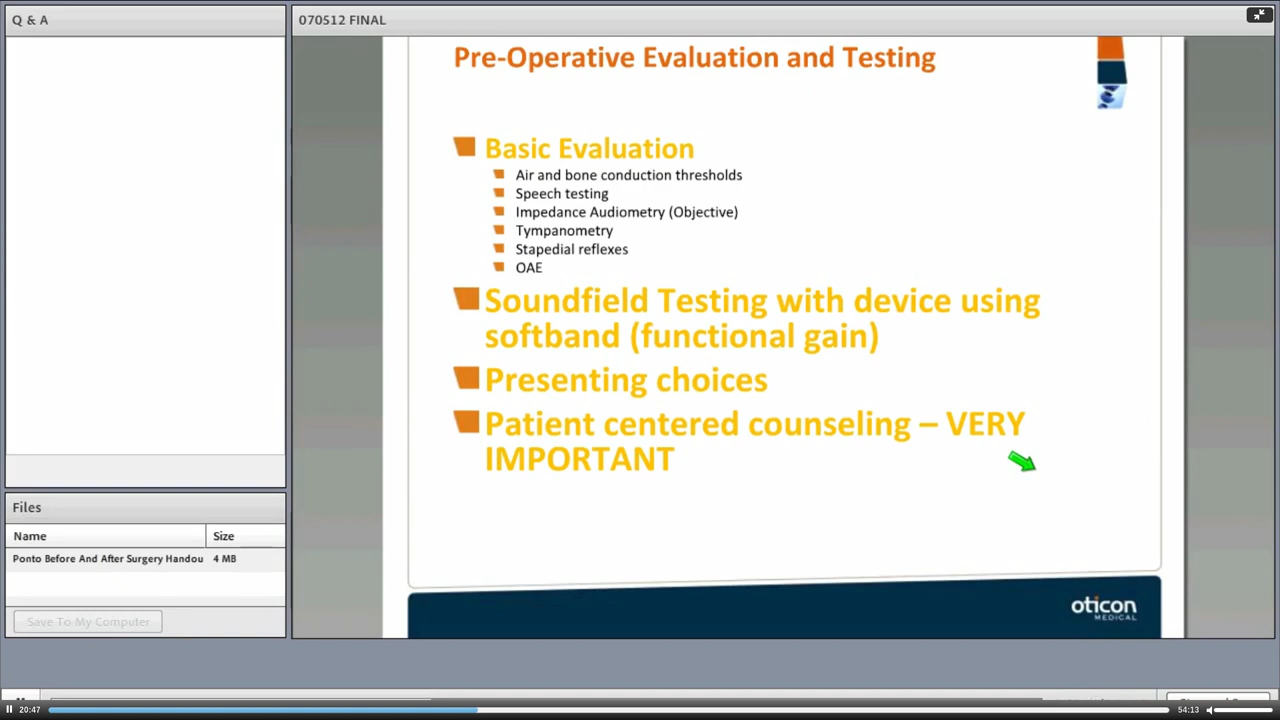 Q & A
070512 FINAL
Pre-Operative Evaluation and Testing
Basic Evaluation
Air and bone conduction thresholds
Speech testing
Impedance Audiometry (Objective)
Tympanometry
Stapedial reflexes
OAE
Soundfield Testing with device using
softband (functional gain)
Presenting choices
Patient centered counseling – VERY
IMPORTANT
Files
Name Size
Ponto Before And After Surgery Handou 4 MB
Save To My Computer
oticon
MEDICAL
20:47 54:13